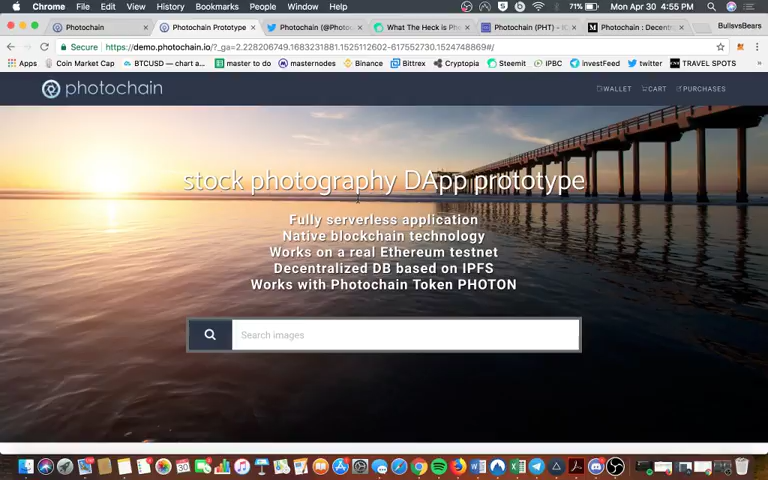 Chrome File Edit View History Bookmarks People Window Help 71% Mon Apr 30 4:55 PM
Photochain Photochain Prototype Photochain (@Photoc What The Heck is Pho Photochain (PHT) - IC Photochain : Decentr BullsvsBears
Secure https://demo.photochain.io/?_ga=2.228206749.1683231881.1525112602-617552730.1524748869#/
Apps Coin Market Cap BTCUSD — chart a... master to do masternodes Binance Bittrex Cryptopia Steemit IPBC InvestFeed twitter TRAVEL SPOTS
photochain WALLET CART PURCHASES
stock photography DApp prototype
Fully serverless application
Native blockchain technology
Works on a real Ethereum testnet
Decentralized DB based on IPFS
Works with Photochain Token PHOTON
Search images